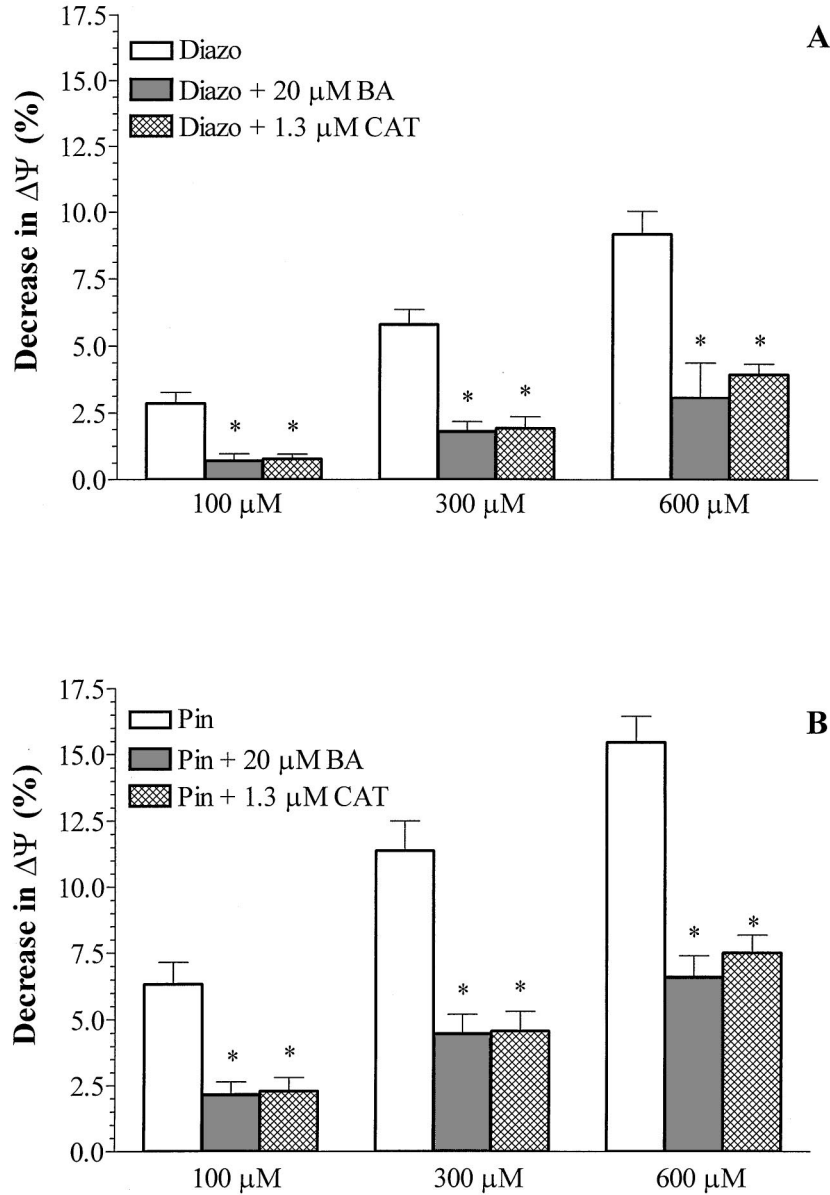 A
Decrease in ΔΨ (%)
17.5
15.0
12.5
10.0
7.5
5.0
2.5
0.0
Diazo
Diazo + 20 μM BA
Diazo + 1.3 μM CAT
* * * * * *
100 μM 300 μM 600 μM
B
Decrease in ΔΨ (%)
17.5
15.0
12.5
10.0
7.5
5.0
2.5
0.0
Pin
Pin + 20 μM BA
Pin + 1.3 μM CAT
* * * * * *
100 μM 300 μM 600 μM